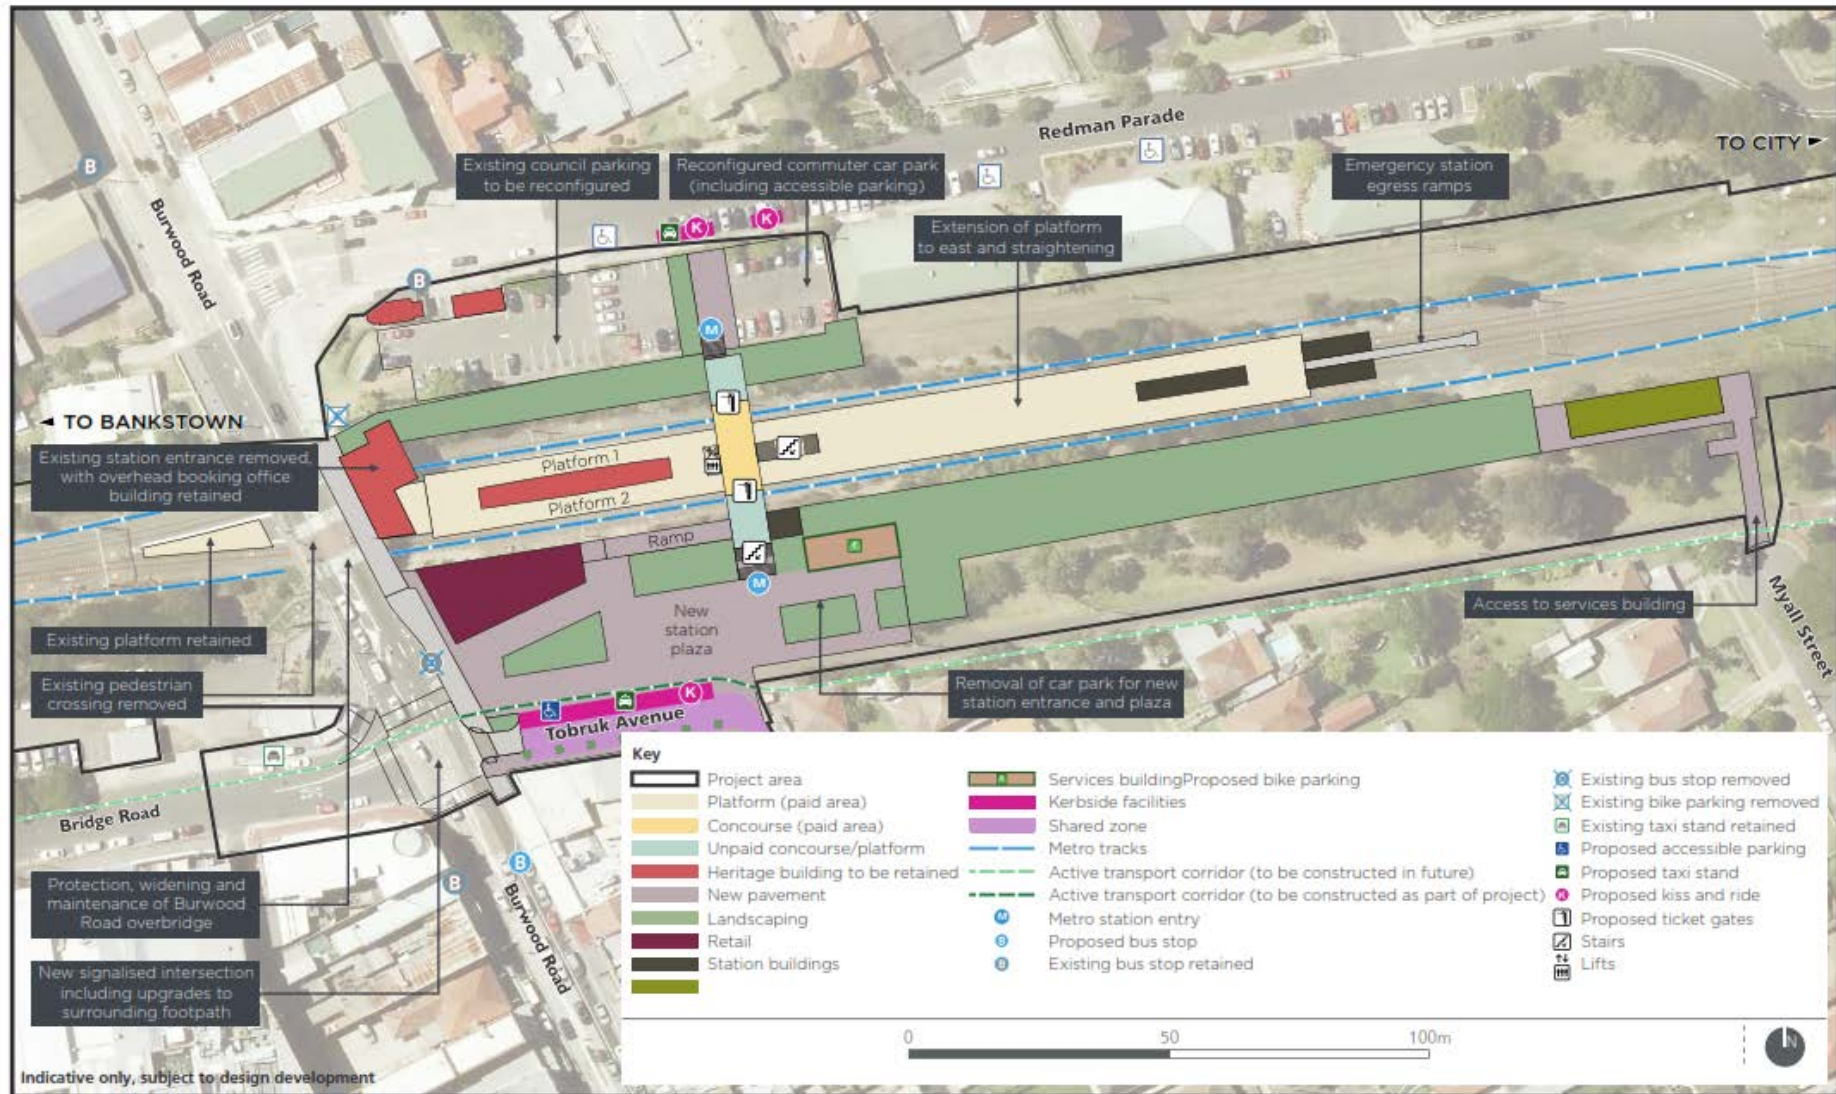 Redman Parade
TO CITY ►
Existing council parking
to be reconfigured
Reconfigured commuter car park
(including accessible parking)
Emergency station
egress ramps
Extension of platform
to east and straightening
B
Burwood Road
K
K
B
M
◄ TO BANKSTOWN
Existing station entrance removed,
with overhead booking office
building retained
Platform 1
Platform 2
Ramp
M
New
station
plaza
Existing platform retained
Existing pedestrian
crossing removed
B
Access to services building
Myall Street
Removal of car park for new
station entrance and plaza
K
Tobruk Avenue
Bridge Road
B
B
Burwood Road
Protection, widening and
maintenance of Burwood
Road overbridge
New signalised intersection
including upgrades to
surrounding footpath
Key
Project area
Platform (paid area)
Concourse (paid area)
Unpaid concourse/platform
Heritage building to be retained
New pavement
Landscaping
Retail
Station buildings
Services buildingProposed bike parking
Kerbside facilities
Shared zone
Metro tracks
Active transport corridor (to be constructed in future)
Active transport corridor (to be constructed as part of project)
M Metro station entry
B Proposed bus stop
B Existing bus stop retained
B Existing bus stop removed
Existing bike parking removed
Existing taxi stand retained
Proposed accessible parking
Proposed taxi stand
K Proposed kiss and ride
Proposed ticket gates
Stairs
Lifts
0 50 100m
N
Indicative only, subject to design development